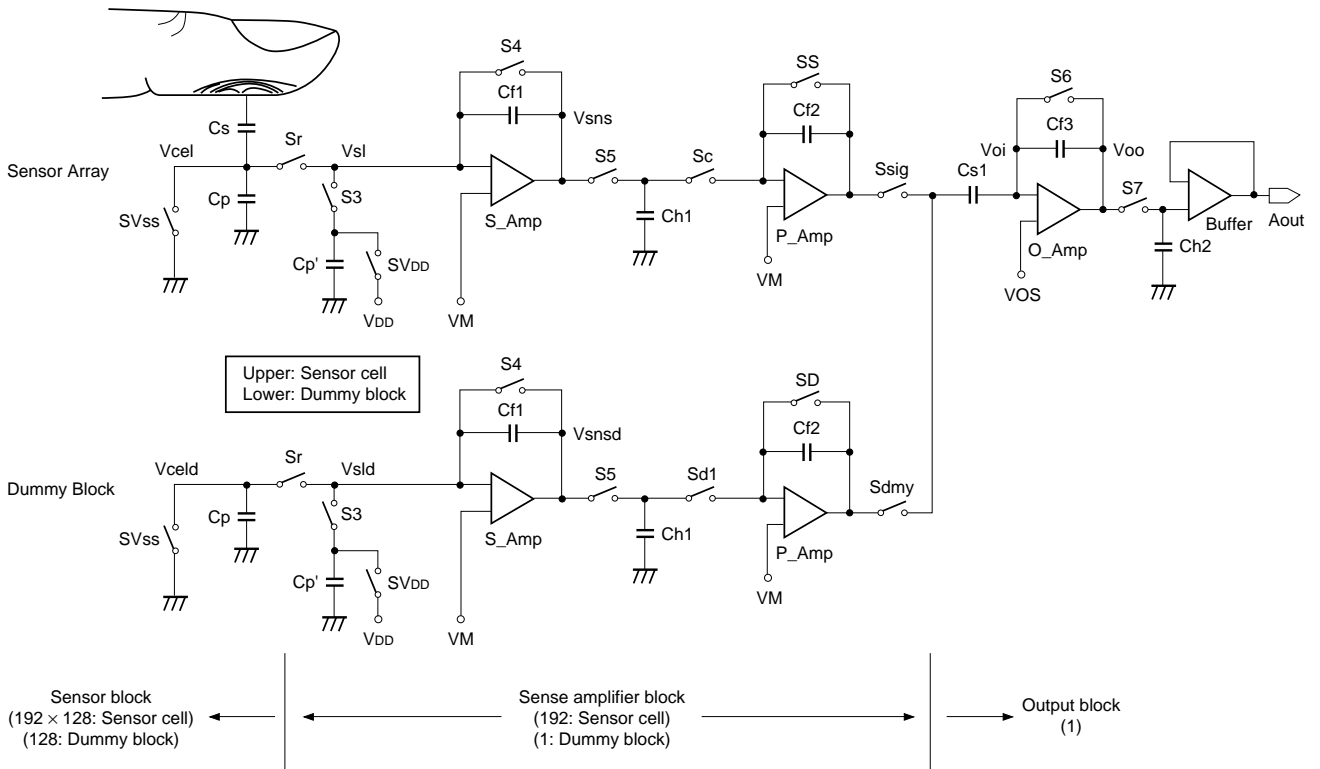 S4
SS
S6
Cf1
Cf2
Cf3
Cs
Vsns
Vcel
Sr
Vsl
S5
Sc
Ssig
Voi
Voo
Cs1
Sensor Array
S7
Cp
S3
SVss
S_Amp
Ch1
P_Amp
O_Amp
Buffer
Aout
Cp'
SVDD
Ch2
VM
VOS
VDD
VM
Upper: Sensor cell
Lower: Dummy block
S4
SD
Cf1
Cf2
Vsnsd
Vceld
Sr
Vsld
S5
Sd1
Sdmy
Dummy Block
Cp
S3
SVss
S_Amp
Ch1
P_Amp
Cp'
SVDD
VM
VDD
VM
Sensor block
(192 × 128: Sensor cell)
(128: Dummy block)
Sense amplifier block
(192: Sensor cell)
(1: Dummy block)
Output block
(1)